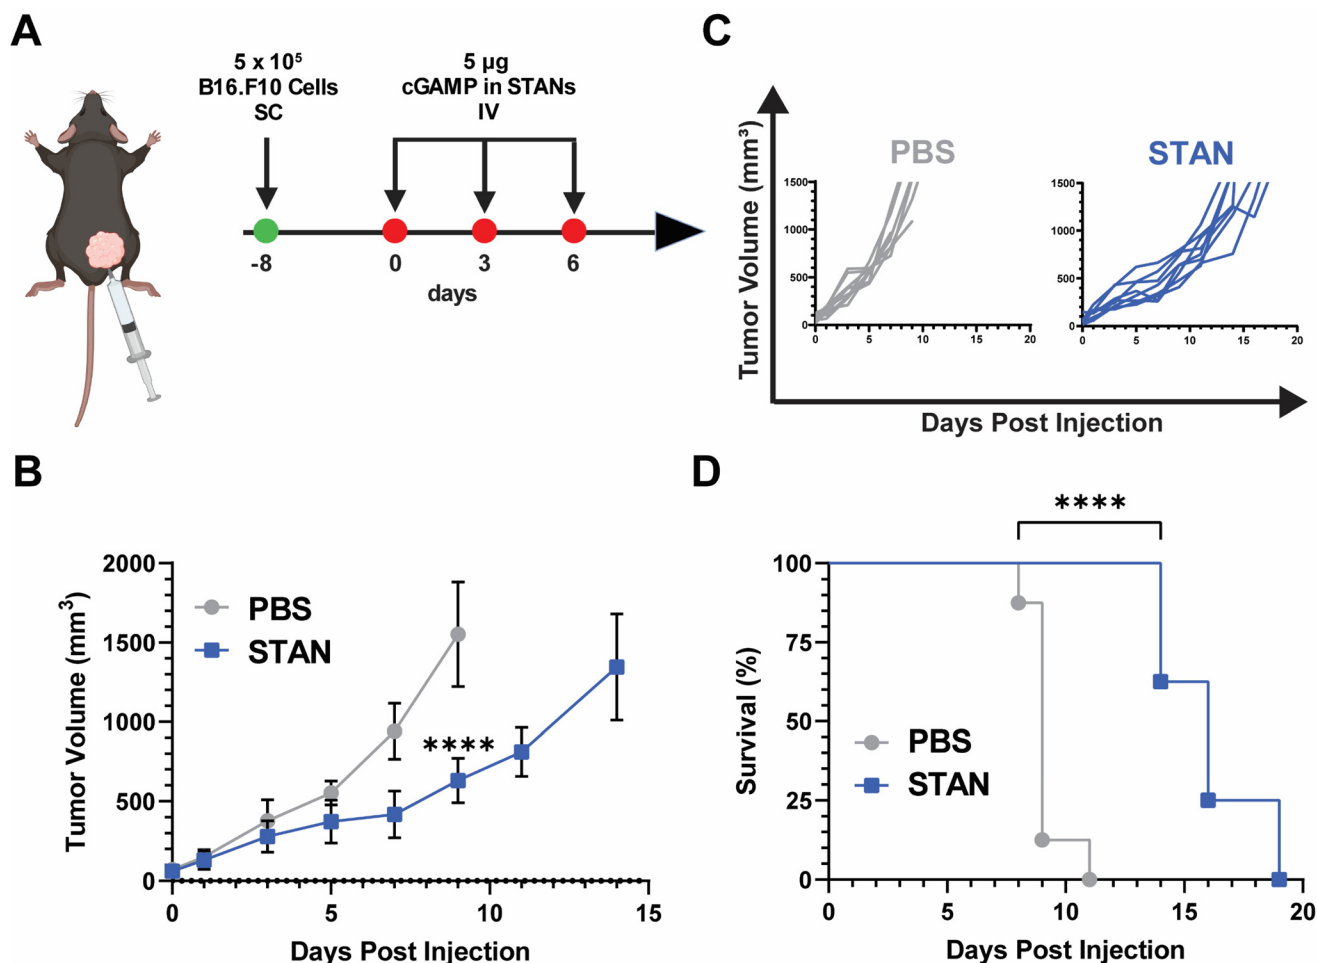 A
5 x 10⁵
B16.F10 Cells
SC
5 µg
cGAMP in STANs
IV
-8
0
3
6
days
C
Tumor Volume (mm³)
PBS
1500
1000
500
0
0
5
10
15
20
STAN
1500
1000
500
0
0
5
10
15
20
Days Post Injection
B
Tumor Volume (mm³)
2000
1500
1000
500
0
PBS
STAN
****
0
5
10
15
Days Post Injection
D
****
Survival (%)
100
75
50
25
0
PBS
STAN
0
5
10
15
20
Days Post Injection